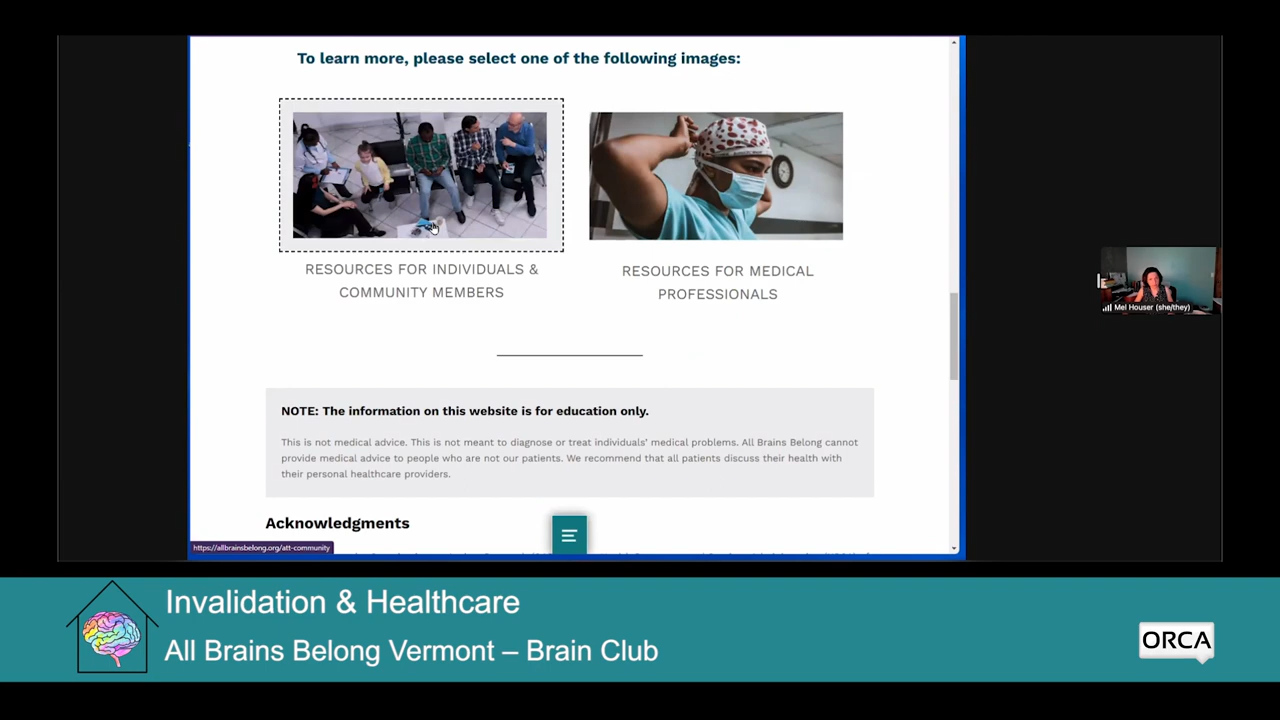 To learn more, please select one of the following images:
RESOURCES FOR INDIVIDUALS &
COMMUNITY MEMBERS
RESOURCES FOR MEDICAL
PROFESSIONALS
Mel Houser (she/they)
NOTE: The information on this website is for education only.
This is not medical advice. This is not meant to diagnose or treat individuals' medical problems. All Brains Belong cannot
provide medical advice to people who are not our patients. We recommend that all patients discuss their health with
their personal healthcare providers.
Acknowledgments
https://allbrainsbelong.org/att-community
Invalidation & Healthcare
All Brains Belong Vermont – Brain Club
ORCA